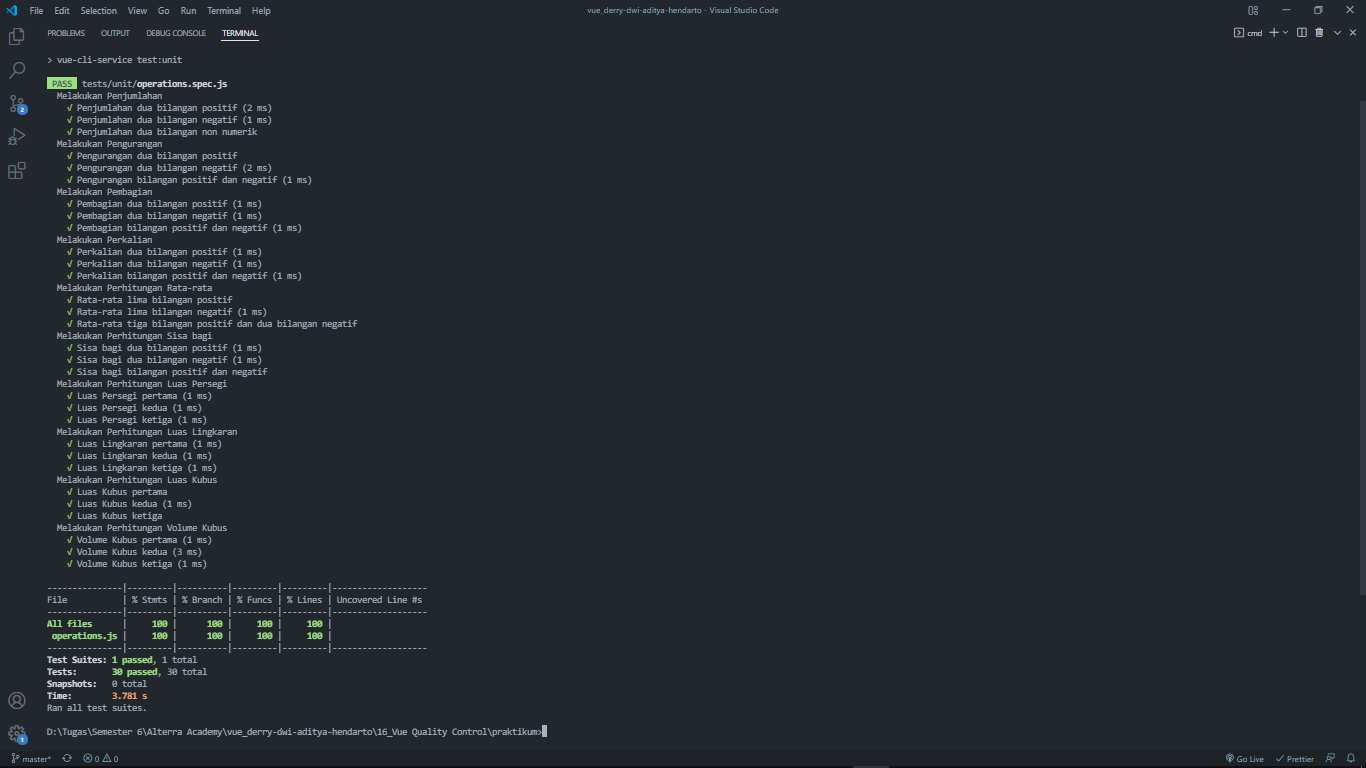 File Edit Selection View Go Run Terminal Help
vue_derry-dwi-aditya-hendarto - Visual Studio Code
PROBLEMS OUTPUT DEBUG CONSOLE TERMINAL
cmd
> vue-cli-service test:unit
PASS tests/unit/operations.spec.js
Melakukan Penjumlahan
√ Penjumlahan dua bilangan positif (2 ms)
√ Penjumlahan dua bilangan negatif (1 ms)
√ Penjumlahan dua bilangan non numerik
Melakukan Pengurangan
√ Pengurangan dua bilangan positif
√ Pengurangan dua bilangan negatif (2 ms)
√ Pengurangan bilangan positif dan negatif (1 ms)
Melakukan Pembagian
√ Pembagian dua bilangan positif (1 ms)
√ Pembagian dua bilangan negatif (1 ms)
√ Pembagian bilangan positif dan negatif (1 ms)
Melakukan Perkalian
√ Perkalian dua bilangan positif (1 ms)
√ Perkalian dua bilangan negatif (1 ms)
√ Perkalian bilangan positif dan negatif (1 ms)
Melakukan Perhitungan Rata-rata
√ Rata-rata lima bilangan positif
√ Rata-rata lima bilangan negatif (1 ms)
√ Rata-rata tiga bilangan positif dan dua bilangan negatif
Melakukan Perhitungan Sisa bagi
√ Sisa bagi dua bilangan positif (1 ms)
√ Sisa bagi dua bilangan negatif (1 ms)
√ Sisa bagi bilangan positif dan negatif
Melakukan Perhitungan Luas Persegi
√ Luas Persegi pertama (1 ms)
√ Luas Persegi kedua (1 ms)
√ Luas Persegi ketiga (1 ms)
Melakukan Perhitungan Luas Lingkaran
√ Luas Lingkaran pertama (1 ms)
√ Luas Lingkaran kedua (1 ms)
√ Luas Lingkaran ketiga (1 ms)
Melakukan Perhitungan Luas Kubus
√ Luas Kubus pertama
√ Luas Kubus kedua (1 ms)
√ Luas Kubus ketiga
Melakukan Perhitungan Volume Kubus
√ Volume Kubus pertama (1 ms)
√ Volume Kubus kedua (3 ms)
√ Volume Kubus ketiga (1 ms)
---------------|---------|----------|---------|---------|-------------------
File | % Stmts | % Branch | % Funcs | % Lines | Uncovered Line #s
---------------|---------|----------|---------|---------|-------------------
All files | 100 | 100 | 100 | 100 |
operations.js | 100 | 100 | 100 | 100 |
---------------|---------|----------|---------|---------|-------------------
Test Suites: 1 passed, 1 total
Tests: 30 passed, 30 total
Snapshots: 0 total
Time: 3.781 s
Ran all test suites.
D:\Tugas\Semester 6\Alterra Academy\vue_derry-dwi-aditya-hendarto\16_Vue Quality Control\praktikum>
2
1
master* 0 0
Go Live Prettier